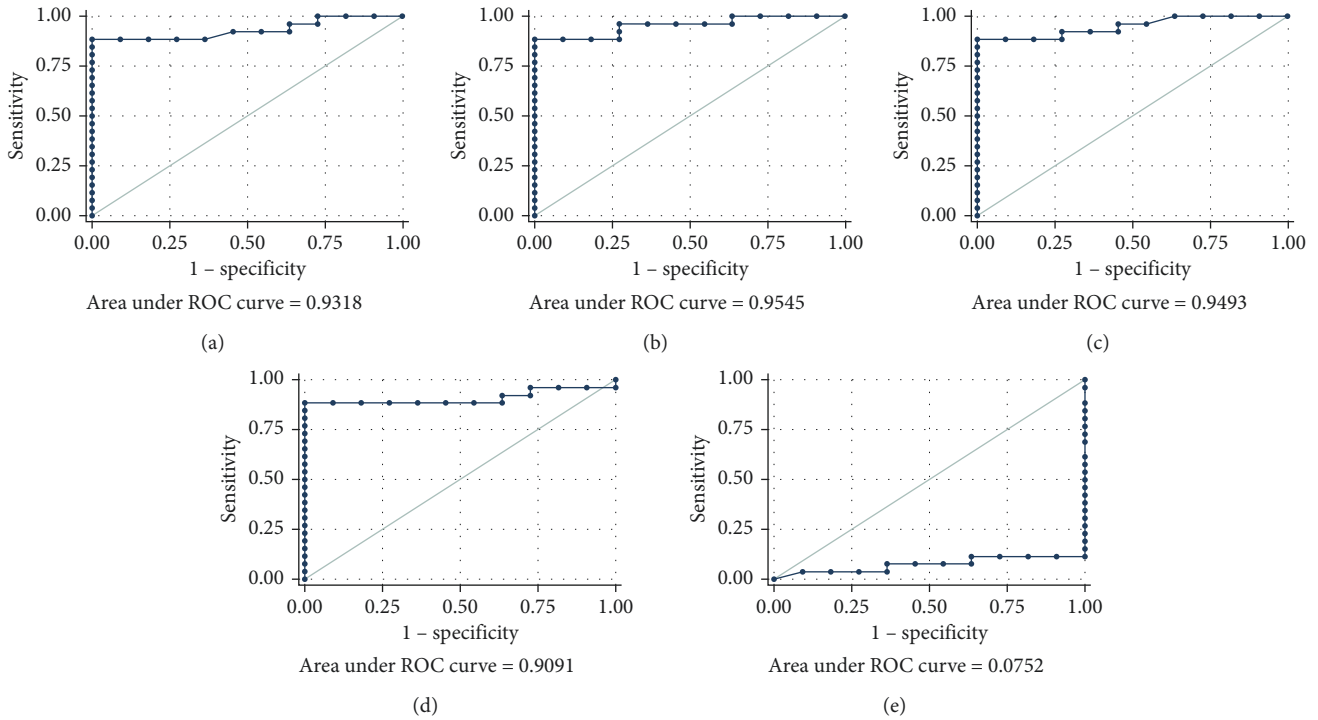 1.00
0.75
0.50
0.25
0.00
Sensitivity
0.00 0.25 0.50 0.75 1.00
1 – specificity
Area under ROC curve = 0.9318
(a)
1.00
0.75
0.50
0.25
0.00
Sensitivity
0.00 0.25 0.50 0.75 1.00
1 – specificity
Area under ROC curve = 0.9545
(b)
1.00
0.75
0.50
0.25
0.00
Sensitivity
0.00 0.25 0.50 0.75 1.00
1 – specificity
Area under ROC curve = 0.9493
(c)
1.00
0.75
0.50
0.25
0.00
Sensitivity
0.00 0.25 0.50 0.75 1.00
1 – specificity
Area under ROC curve = 0.9091
(d)
1.00
0.75
0.50
0.25
0.00
Sensitivity
0.00 0.25 0.50 0.75 1.00
1 – specificity
Area under ROC curve = 0.0752
(e)